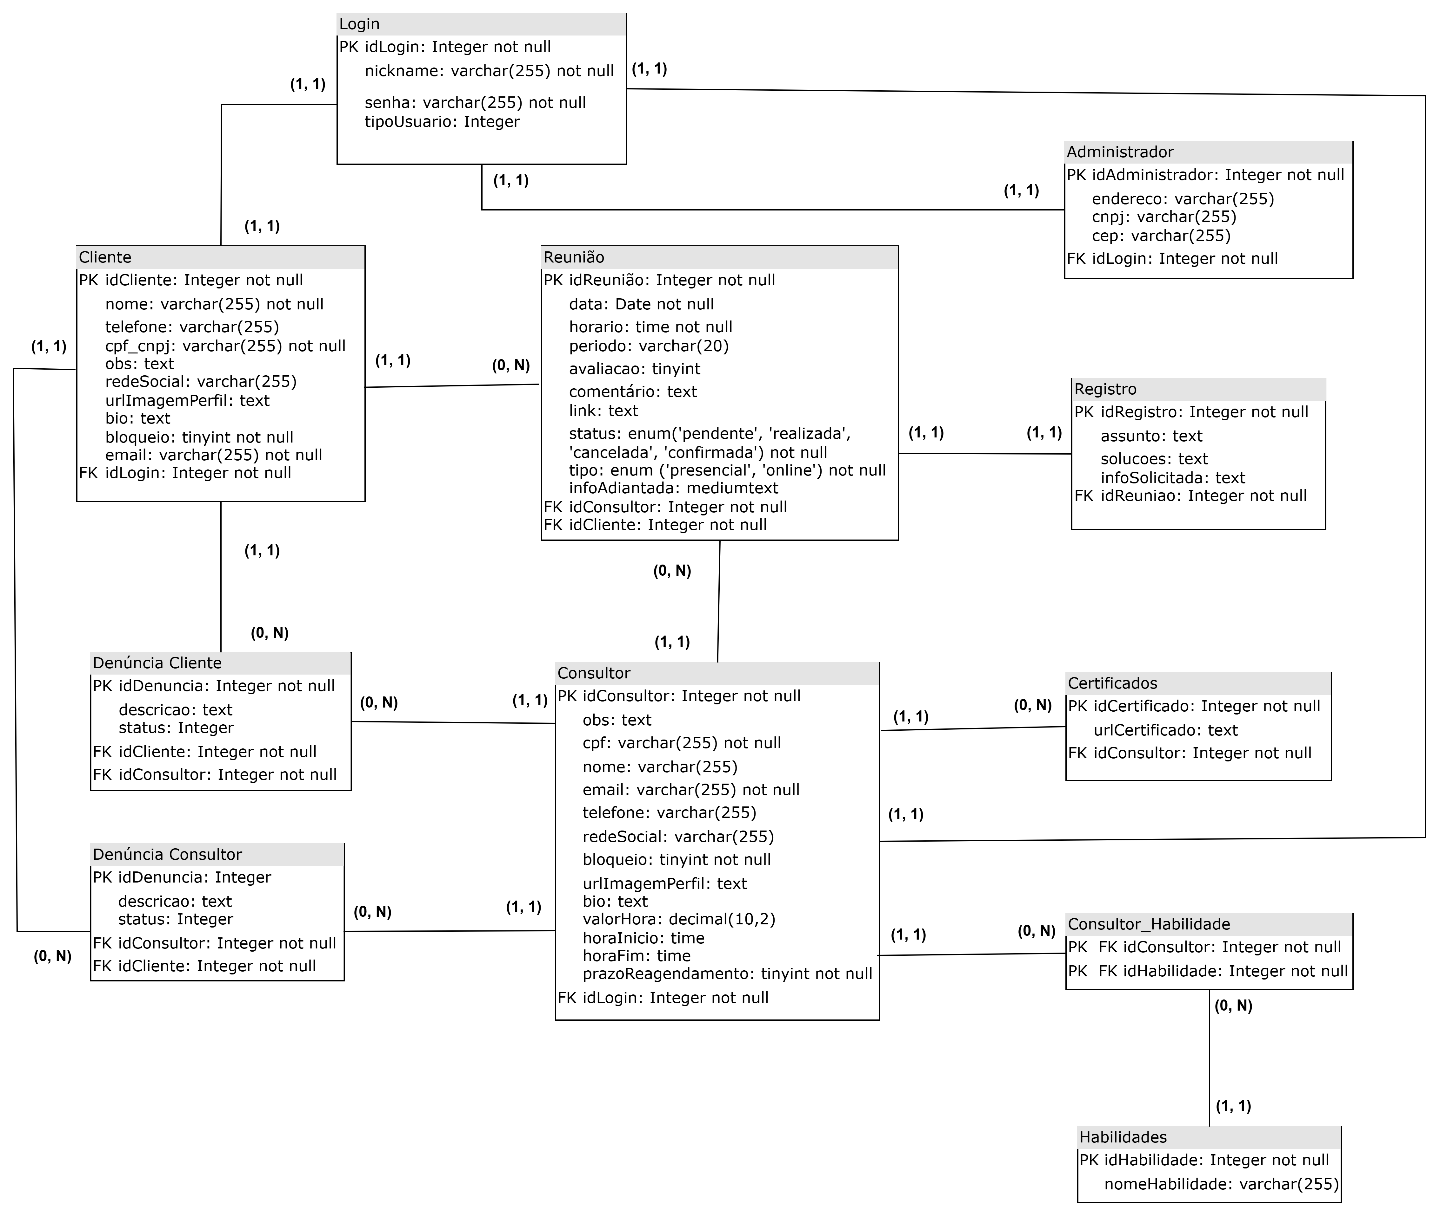 Login
PK idLogin: Integer not null
nickname: varchar(255) not null
senha: varchar(255) not null
tipoUsuario: Integer
(1, 1)
(1, 1)
(1, 1)
(1, 1)
Administrador
PK idAdministrador: Integer not null
endereco: varchar(255)
cnpj: varchar(255)
cep: varchar(255)
FK idLogin: Integer not null
(1, 1)
Cliente
PK idCliente: Integer not null
nome: varchar(255) not null
telefone: varchar(255)
cpf_cnpj: varchar(255) not null
obs: text
redeSocial: varchar(255)
urlImagemPerfil: text
bio: text
bloqueio: tinyint not null
email: varchar(255) not null
FK idLogin: Integer not null
(1, 1)
(1, 1)
(0, N)
Reunião
PK idReunião: Integer not null
data: Date not null
horario: time not null
periodo: varchar(20)
avaliacao: tinyint
comentário: text
link: text
status: enum('pendente', 'realizada',
'cancelada', 'confirmada') not null
tipo: enum ('presencial', 'online') not null
infoAdiantada: mediumtext
FK idConsultor: Integer not null
FK idCliente: Integer not null
(1, 1)
(1, 1)
Registro
PK idRegistro: Integer not null
assunto: text
solucoes: text
infoSolicitada: text
FK idReuniao: Integer not null
(1, 1)
(0, N)
(0, N)
(1, 1)
Denúncia Cliente
PK idDenuncia: Integer not null
descricao: text
status: Integer
FK idCliente: Integer not null
FK idConsultor: Integer not null
(0, N)
(1, 1)
Consultor
PK idConsultor: Integer not null
obs: text
cpf: varchar(255) not null
nome: varchar(255)
email: varchar(255) not null
telefone: varchar(255)
redeSocial: varchar(255)
bloqueio: tinyint not null
urlImagemPerfil: text
bio: text
valorHora: decimal(10,2)
horaInicio: time
horaFim: time
prazoReagendamento: tinyint not null
FK idLogin: Integer not null
(1, 1)
(0, N)
Certificados
PK idCertificado: Integer not null
urlCertificado: text
FK idConsultor: Integer not null
(1, 1)
Denúncia Consultor
PK idDenuncia: Integer
descricao: text
status: Integer
FK idConsultor: Integer not null
FK idCliente: Integer not null
(0, N)
(0, N)
(1, 1)
(1, 1)
(0, N)
Consultor_Habilidade
PK FK idConsultor: Integer not null
PK FK idHabilidade: Integer not null
(0, N)
(1, 1)
Habilidades
PK idHabilidade: Integer not null
nomeHabilidade: varchar(255)